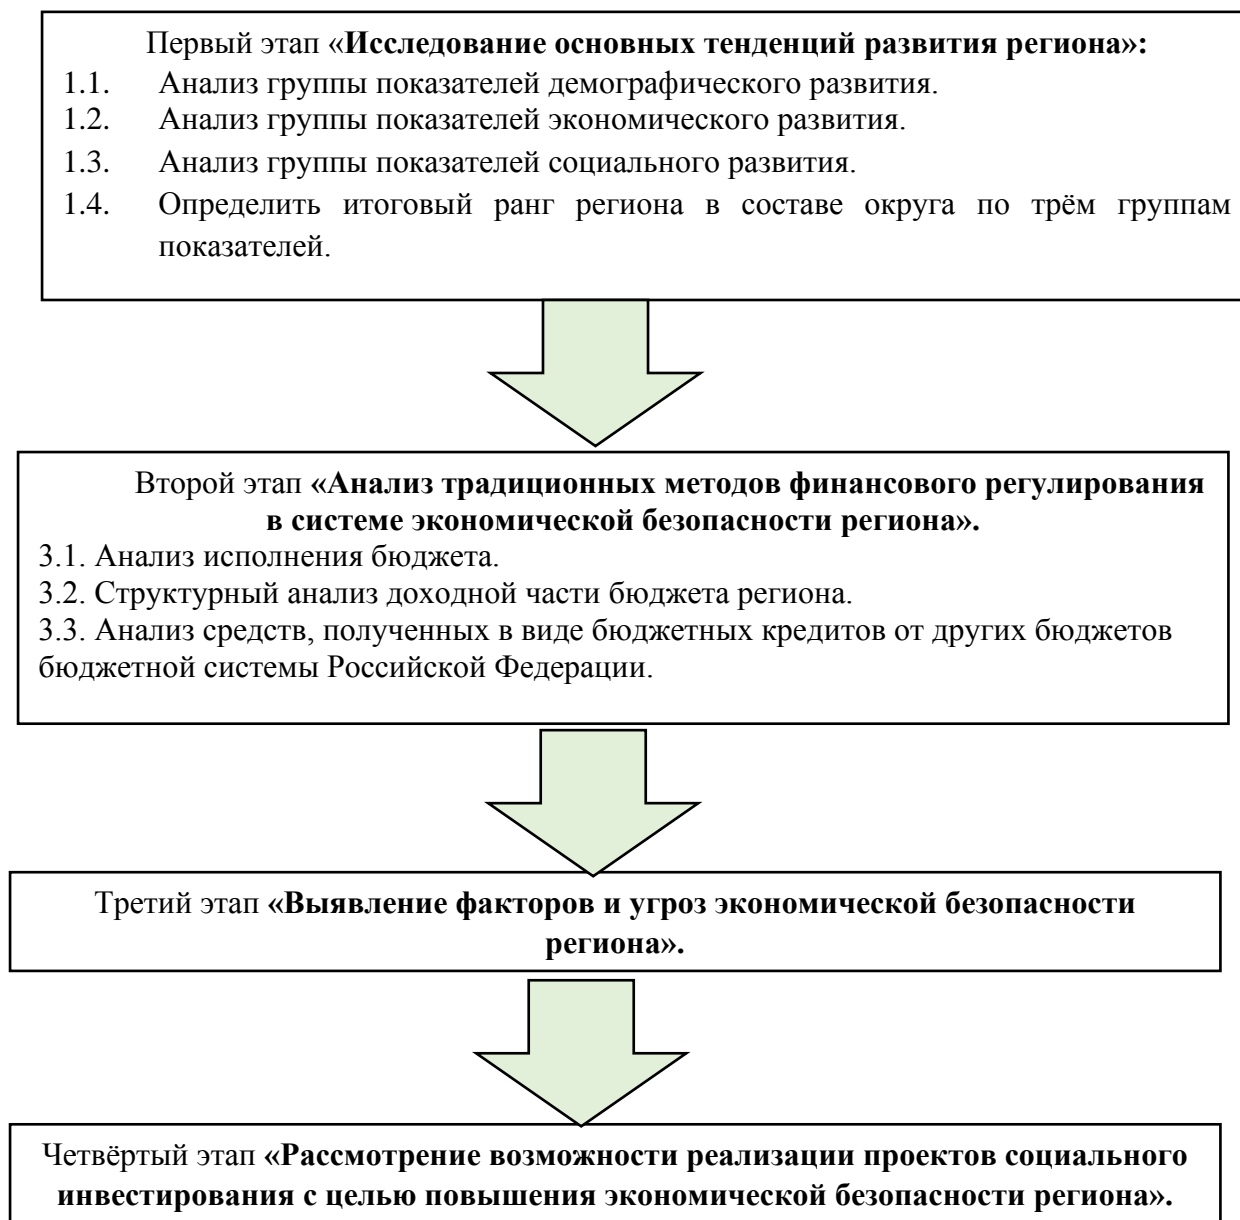 Первый этап «Исследование основных тенденций развития региона»:
1.1. Анализ группы показателей демографического развития.
1.2. Анализ группы показателей экономического развития.
1.3. Анализ группы показателей социального развития.
1.4. Определить итоговый ранг региона в составе округа по трём группам
показателей.
Второй этап «Анализ традиционных методов финансового регулирования
в системе экономической безопасности региона».
3.1. Анализ исполнения бюджета.
3.2. Структурный анализ доходной части бюджета региона.
3.3. Анализ средств, полученных в виде бюджетных кредитов от других бюджетов
бюджетной системы Российской Федерации.
Третий этап «Выявление факторов и угроз экономической безопасности
региона».
Четвёртый этап «Рассмотрение возможности реализации проектов социального
инвестирования с целью повышения экономической безопасности региона».